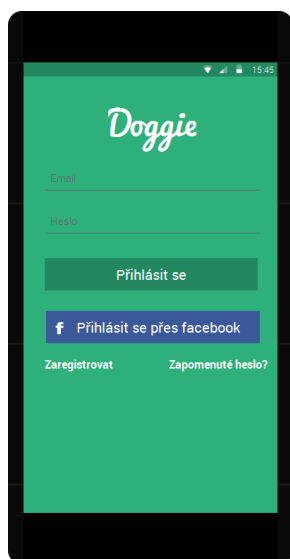 15:45
Doggie
Email
Heslo
Přihlásit se
f Přihlásit se přes facebook
Zaregistrovat Zapomenuté heslo?